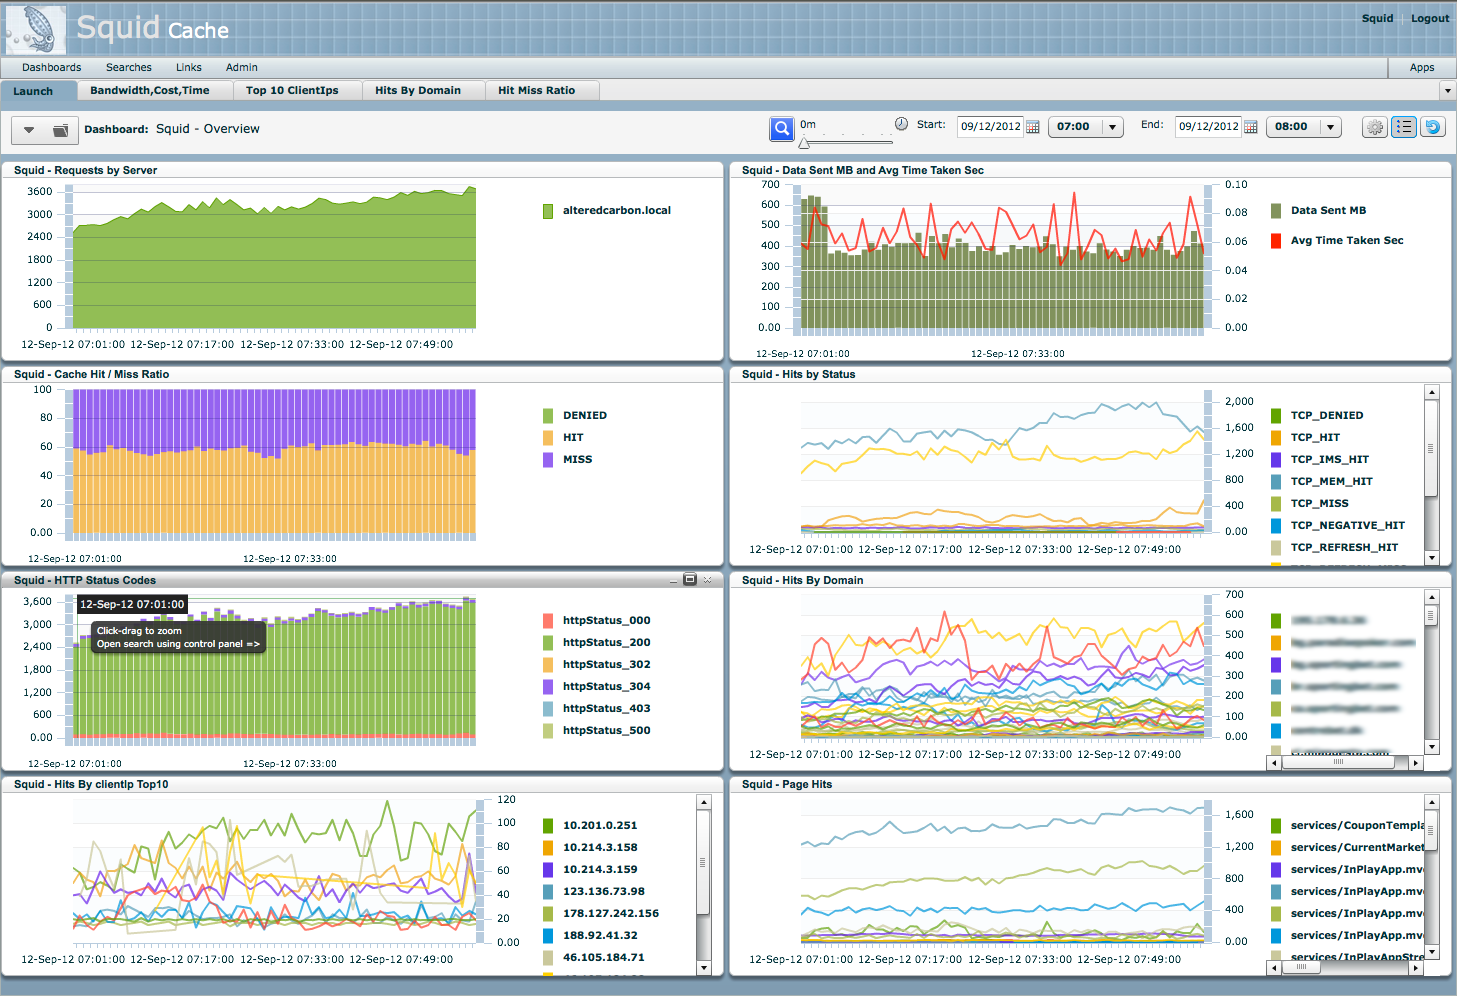 Squid Cache
Squid | Logout
Dashboards Searches Links Admin Apps
Launch Bandwidth,Cost,Time Top 10 ClientIps Hits By Domain Hit Miss Ratio
Dashboard: Squid - Overview 0m Start: 09/12/2012 07:00 End: 09/12/2012 08:00
Squid - Requests by Server
3600
3000
2400
1800
1200
600
0
12-Sep-12 07:01:00 12-Sep-12 07:17:00 12-Sep-12 07:33:00 12-Sep-12 07:49:00
alteredcarbon.local
Squid - Data Sent MB and Avg Time Taken Sec
700
600
500
400
300
200
100
0.00
0.10
0.08
0.06
0.04
0.02
0.00
12-Sep-12 07:01:00 12-Sep-12 07:33:00
Data Sent MB
Avg Time Taken Sec
Squid - Cache Hit / Miss Ratio
100
80
60
40
20
0.00
12-Sep-12 07:01:00 12-Sep-12 07:33:00
DENIED
HIT
MISS
Squid - Hits by Status
2,000
1,600
1,200
800
400
0.00
12-Sep-12 07:01:00 12-Sep-12 07:17:00 12-Sep-12 07:33:00 12-Sep-12 07:49:00
TCP_DENIED
TCP_HIT
TCP_IMS_HIT
TCP_MEM_HIT
TCP_MISS
TCP_NEGATIVE_HIT
TCP_REFRESH_HIT
Squid - HTTP Status Codes
3,600
3,000
2,400
1,800
1,200
600
0.00
12-Sep-12 07:01:00
Click-drag to zoom
Open search using control panel =>
12-Sep-12 07:01:00 12-Sep-12 07:33:00
httpStatus_000
httpStatus_200
httpStatus_302
httpStatus_304
httpStatus_403
httpStatus_500
Squid - Hits By Domain
700
600
500
400
300
200
100
0.00
12-Sep-12 07:01:00 12-Sep-12 07:17:00 12-Sep-12 07:33:00 12-Sep-12 07:49:00
Squid - Hits By clientIp Top10
120
100
80
60
40
20
0.00
12-Sep-12 07:01:00 12-Sep-12 07:17:00 12-Sep-12 07:33:00 12-Sep-12 07:49:00
10.201.0.251
10.214.3.158
10.214.3.159
123.136.73.98
178.127.242.156
188.92.41.32
46.105.184.71
Squid - Page Hits
1,600
1,200
800
400
0.00
12-Sep-12 07:01:00 12-Sep-12 07:17:00 12-Sep-12 07:33:00 12-Sep-12 07:49:00
services/CouponTempla
services/CurrentMarket
services/InPlayApp.mv
services/InPlayApp.mv
services/InPlayApp.mv
services/InPlayApp.mv
services/InPlayAppStre